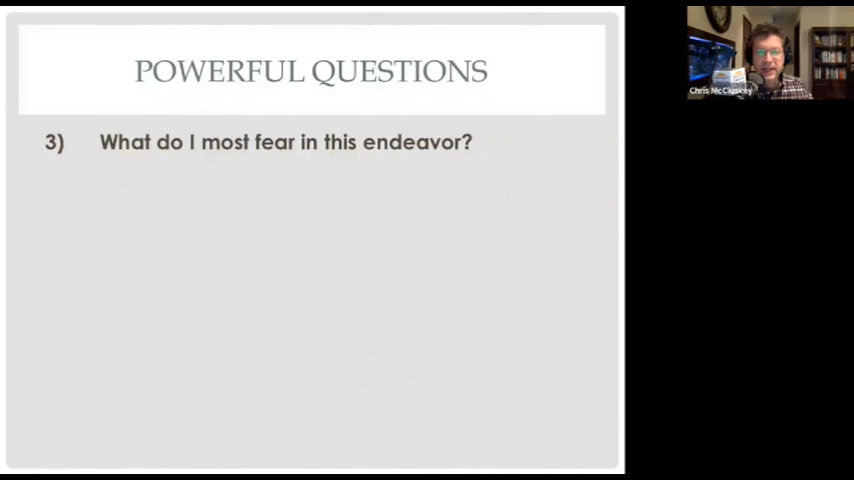 POWERFUL QUESTIONS
3) What do I most fear in this endeavor?
Chris McCluskey